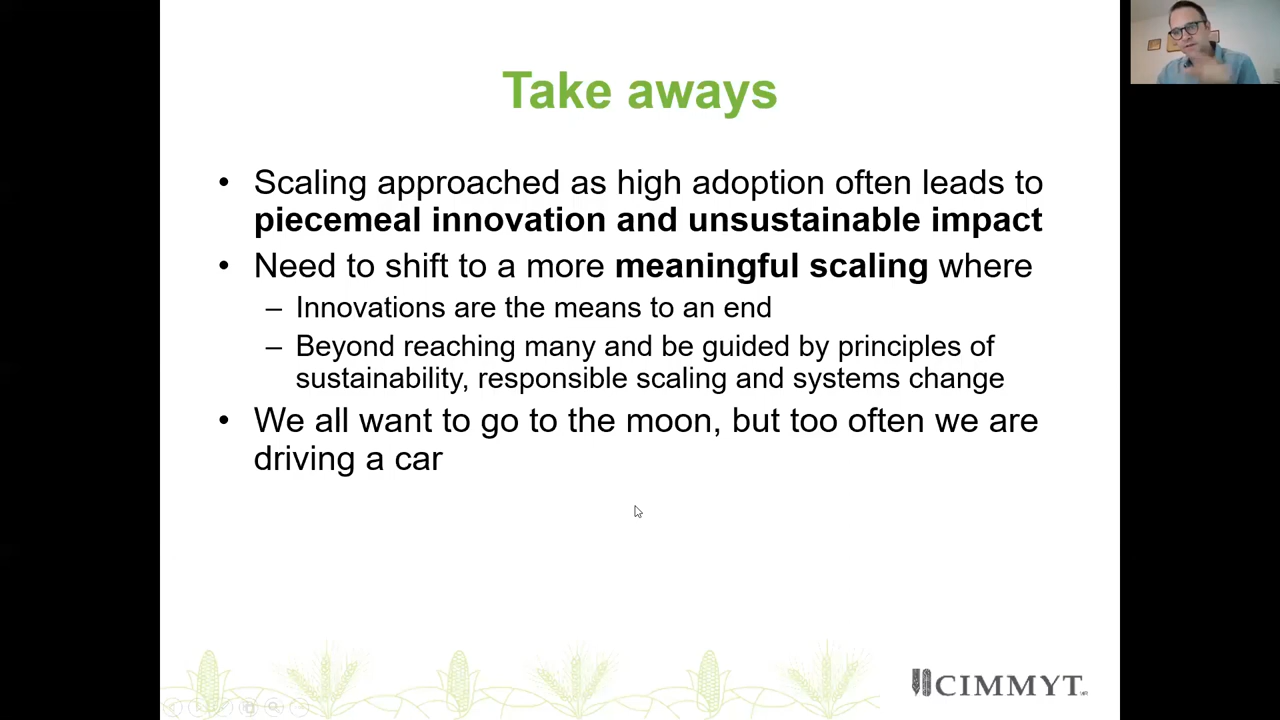 Take aways
• Scaling approached as high adoption often leads to
piecemeal innovation and unsustainable impact
• Need to shift to a more meaningful scaling where
– Innovations are the means to an end
– Beyond reaching many and be guided by principles of
sustainability, responsible scaling and systems change
• We all want to go to the moon, but too often we are
driving a car
CIMMYT